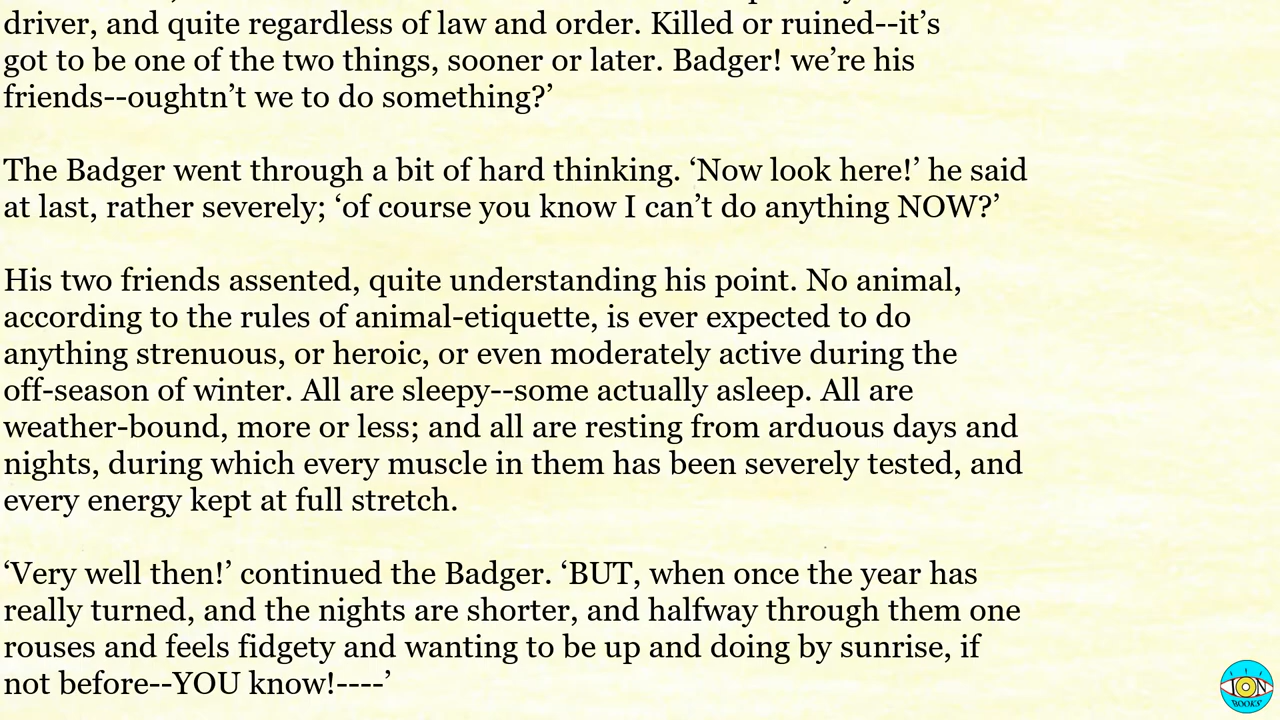 driver, and quite regardless of law and order. Killed or ruined--it’s
got to be one of the two things, sooner or later. Badger! we’re his
friends--oughtn’t we to do something?’
The Badger went through a bit of hard thinking. ‘Now look here!’ he said
at last, rather severely; ‘of course you know I can’t do anything NOW?’
His two friends assented, quite understanding his point. No animal,
according to the rules of animal-etiquette, is ever expected to do
anything strenuous, or heroic, or even moderately active during the
off-season of winter. All are sleepy--some actually asleep. All are
weather-bound, more or less; and all are resting from arduous days and
nights, during which every muscle in them has been severely tested, and
every energy kept at full stretch.
‘Very well then!’ continued the Badger. ‘BUT, when once the year has
really turned, and the nights are shorter, and halfway through them one
rouses and feels fidgety and wanting to be up and doing by sunrise, if
not before--YOU know!----’
ION
BOOKS